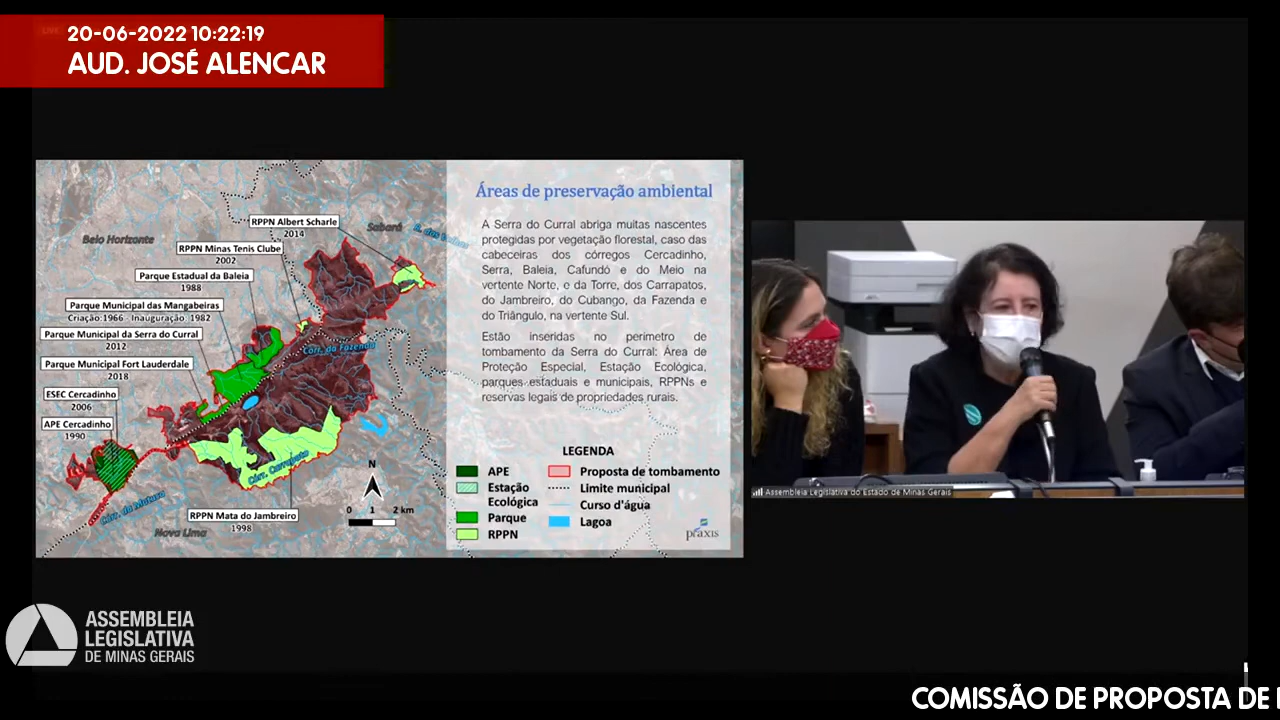 20-06-2022 10:22:19
AUD. JOSÉ ALENCAR
RPPN Albert Scharle
2014
Sabará
Belo Horizonte
RPPN Minas Tenis Clube
2002
Parque Estadual da Baleia
1988
Parque Municipal das Mangabeiras
Criação:1966 - Inauguração 1982
Parque Municipal da Serra do Curral
2012
Córr. da Fazenda
Parque Municipal Fort Lauderdale
2018
ESEC Cercadinho
2006
APE Cercadinho
1990
Córr. Carrapato
RPPN Mata do Jambreiro
1998
Nova Lima
N
0 1 2 km
Áreas de preservação ambiental
A Serra do Curral abriga muitas nascentes
protegidas por vegetação florestal, caso das
cabeceiras dos córregos Cercadinho,
Serra, Baleia, Cafundó e do Meio na
vertente Norte, e da Torre, dos Carrapatos,
do Jambreiro, do Cubango, da Fazenda e
do Triângulo, na vertente Sul.
Estão inseridas no perímetro de
tombamento da Serra do Curral: Área de
Proteção Especial, Estação Ecológica,
parques estaduais e municipais, RPPNs e
reservas legais de propriedades rurais.
LEGENDA
APE
Estação
Ecológica
Parque
RPPN
Proposta de tombamento
Limite municipal
Curso d'água
Lagoa
práxis
Assembleia Legislativa do Estado de Minas Gerais
ASSEMBLEIA
LEGISLATIVA
DE MINAS GERAIS
COMISSÃO DE PROPOSTA DE